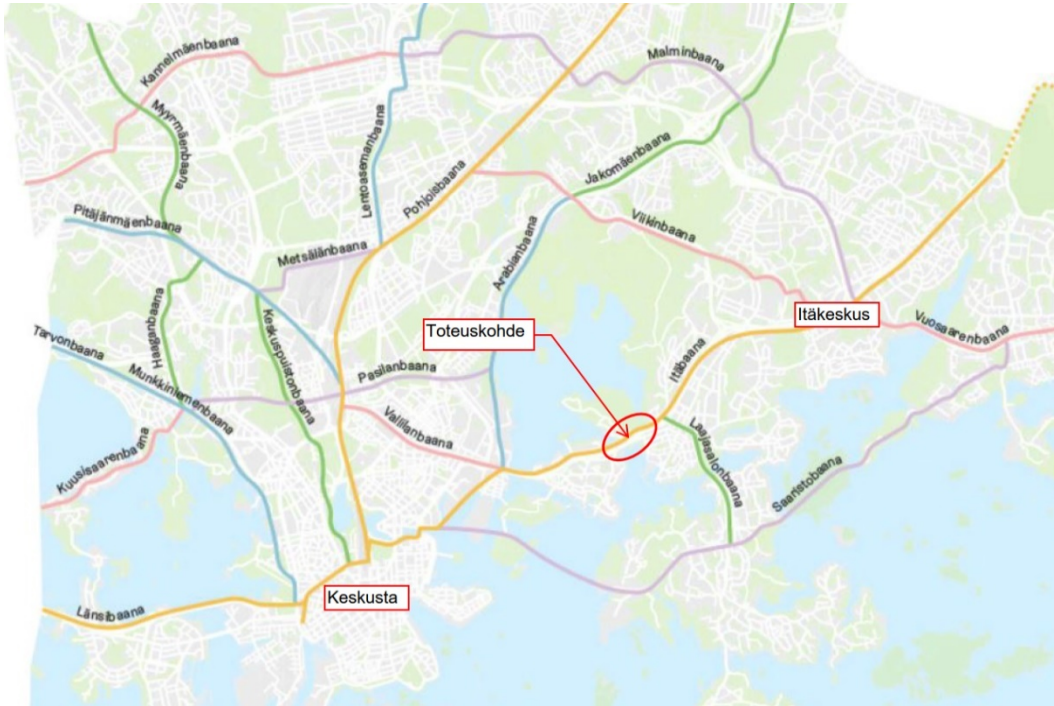 Kannelmäenbaana
Malminbaana
Myyrmäenbaana
Lentoasemanbaana
Pohjoisbaana
Jakomäenbaana
Pitäjänmäenbaana
Metsälänbaana
Arabianbaana
Viikinbaana
Itäkeskus
Haaganbaana
Keskuspuistonbaana
Toteuskohde
Vuosaarenbaana
Tarvonbaana
Itäbaana
Munkkiniemenbaana
Pasilanbaana
Vallilanbaana
Laajasalonbaana
Kuusisaarenbaana
Saaristobaana
Keskusta
Länsibaana